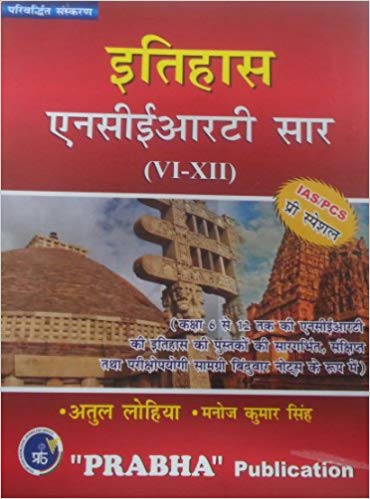 परिवर्द्धित संस्करण
इतिहास
एनसीईआरटी सार
(VI-XII)
IAS/PCS
प्री स्पेशल
(कक्षा 6 से 12 तक की एनसीईआरटी
की इतिहास की पुस्तकों की सारगर्भित, संक्षिप्त
तथा परीक्षोपयोगी सामग्री बिंदुवार नोट्स के रूप में)
• अतुल लोहिया • मनोज कुमार सिंह
"PRABHA" Publication